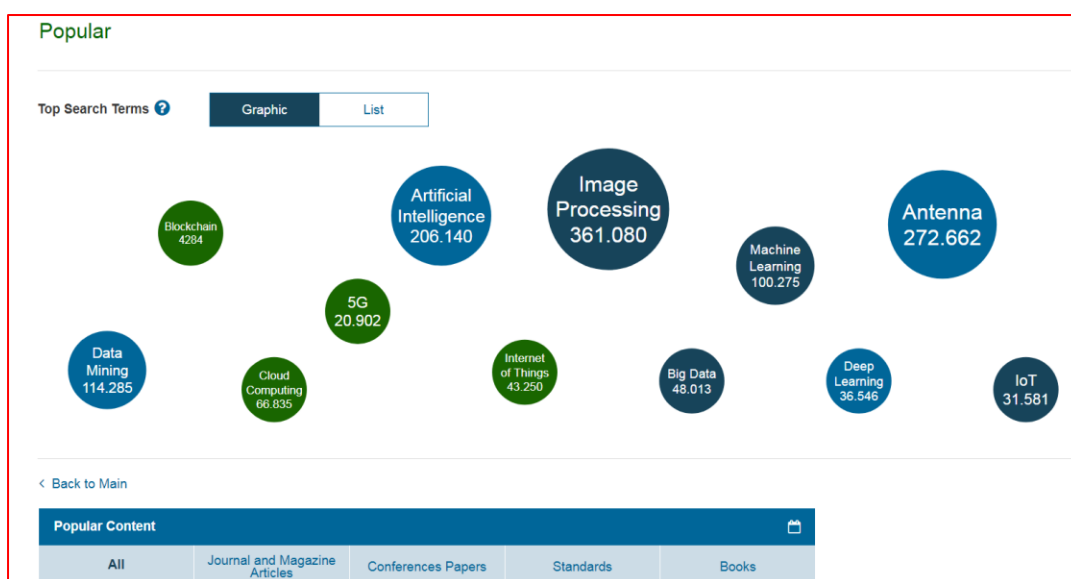 Popular
Top Search Terms ?
Graphic
List
Artificial
Intelligence
206.140
Image
Processing
361.080
Antenna
272.662
Blockchain
4284
Machine
Learning
100.275
5G
20.902
Data
Mining
114.285
Cloud
Computing
66.835
Internet
of Things
43.250
Big Data
48.013
Deep
Learning
36.546
IoT
31.581
< Back to Main
Popular Content
All
Journal and Magazine
Articles
Conferences Papers
Standards
Books